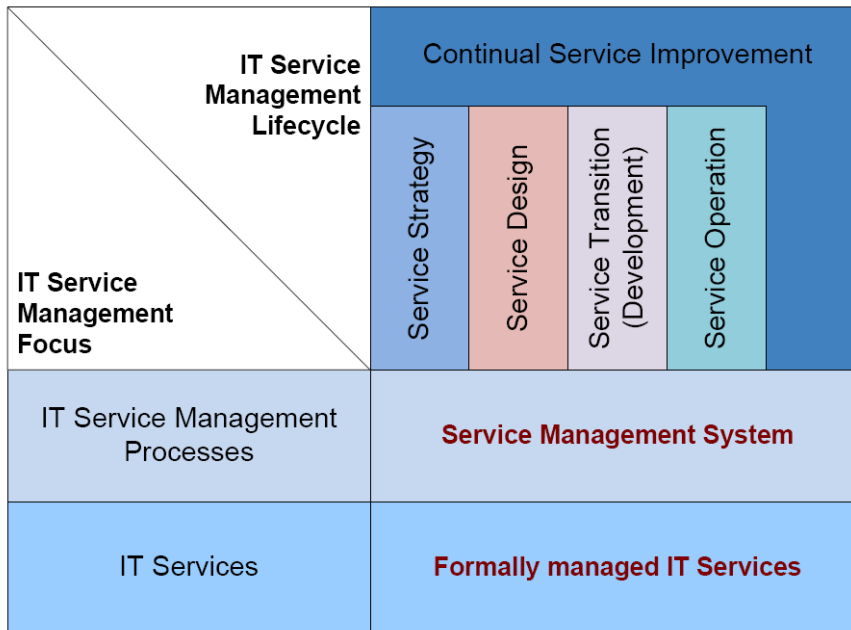 IT Service
Management
Lifecycle
Continual Service Improvement
IT Service
Management
Focus
Service Strategy
Service Design
Service Transition
(Development)
Service Operation
IT Service Management
Processes
Service Management System
IT Services
Formally managed IT Services